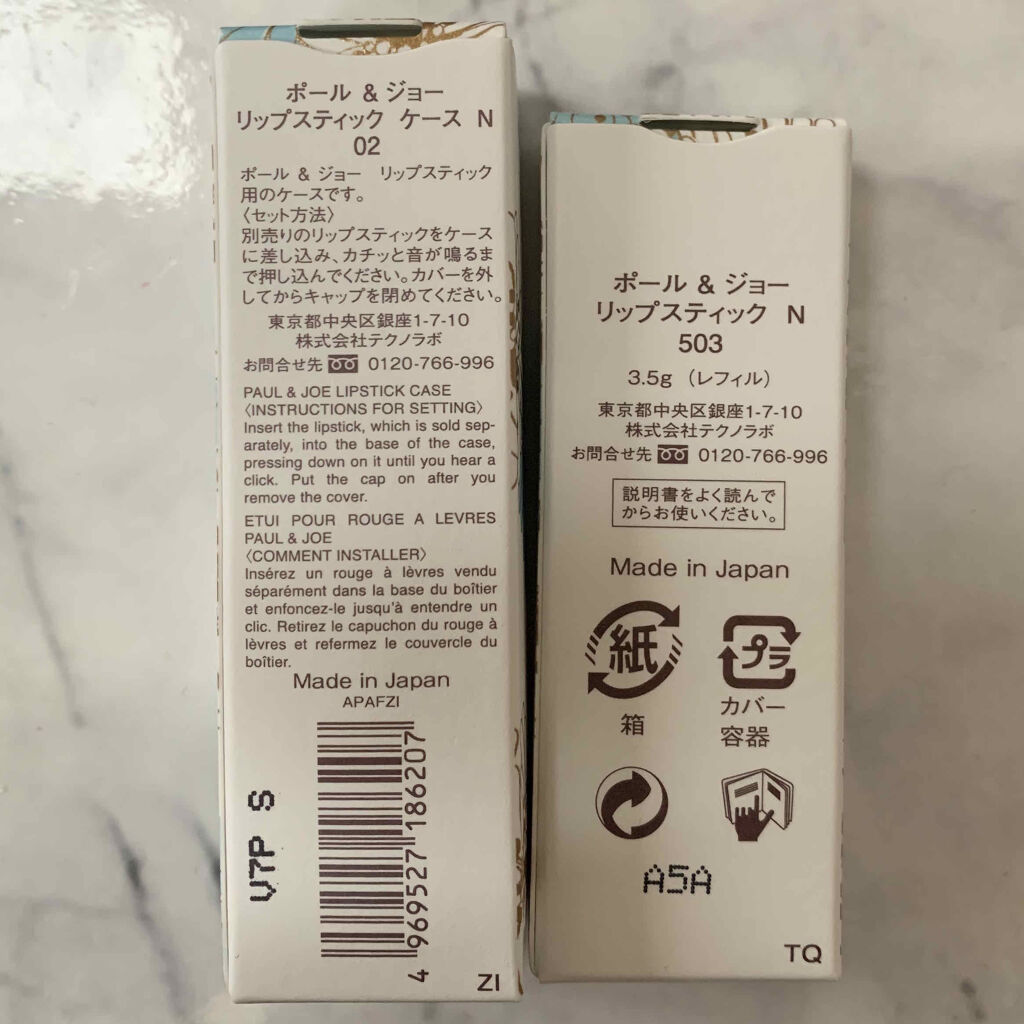 ポール & ジョー
リップスティック ケース N
02
ポール & ジョー リップスティック
用のケースです。
〈セット方法〉
別売りのリップスティックをケース
に差し込み、カチッと音が鳴るま
で押し込んでください。カバーを外
してからキャップを閉めてください。
東京都中央区銀座1-7-10
株式会社テクノラボ
お問合せ先 0120-766-996
PAUL & JOE LIPSTICK CASE
〈INSTRUCTIONS FOR SETTING〉
Insert the lipstick, which is sold sep-
arately, into the base of the case,
pressing down on it until you hear a
click. Put the cap on after you
remove the cover.
ETUI POUR ROUGE A LEVRES
PAUL & JOE
〈COMMENT INSTALLER〉
Insérez un rouge à lèvres vendu
séparément dans la base du boîtier
et enfoncez-le jusqu'à entendre un
clic. Retirez le capuchon du rouge à
lèvres et refermez le couvercle du
boîtier.
Made in Japan
APAFZI
4 969527 186207
V7P S
ZI
ポール & ジョー
リップスティック N
503
3.5g (レフィル)
東京都中央区銀座1-7-10
株式会社テクノラボ
お問合せ先 0120-766-996
説明書をよく読んで
からお使いください。
Made in Japan
紙
プラ
箱
カバー
容器
A5A
TQ